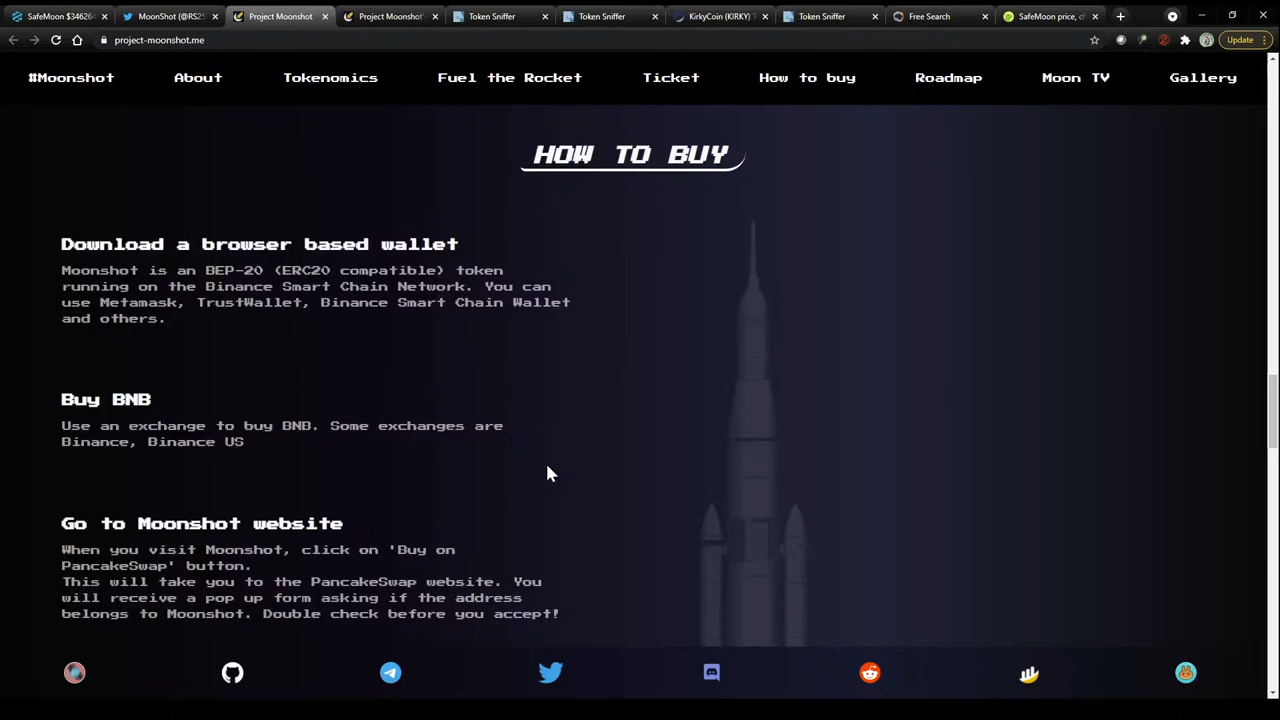 SafeMoon $34626
MoonShot (@RS25
Project Moonshot
Project Moonshot
Token Sniffer
Token Sniffer
KirkyCoin (KIRKY) T
Token Sniffer
Free Search
SafeMoon price, c
project-moonshot.me
Update
#Moonshot
About
Tokenomics
Fuel the Rocket
Ticket
How to buy
Roadmap
Moon TV
Gallery
HOW TO BUY
Download a browser based wallet
Moonshot is an BEP-20 (ERC20 compatible) token
running on the Binance Smart Chain Network. You can
use Metamask, TrustWallet, Binance Smart Chain Wallet
and others.
Buy BNB
Use an exchange to buy BNB. Some exchanges are
Binance, Binance US
Go to Moonshot website
When you visit Moonshot, click on 'Buy on
PancakeSwap' button.
This will take you to the PancakeSwap website. You
will receive a pop up form asking if the address
belongs to Moonshot. Double check before you accept!